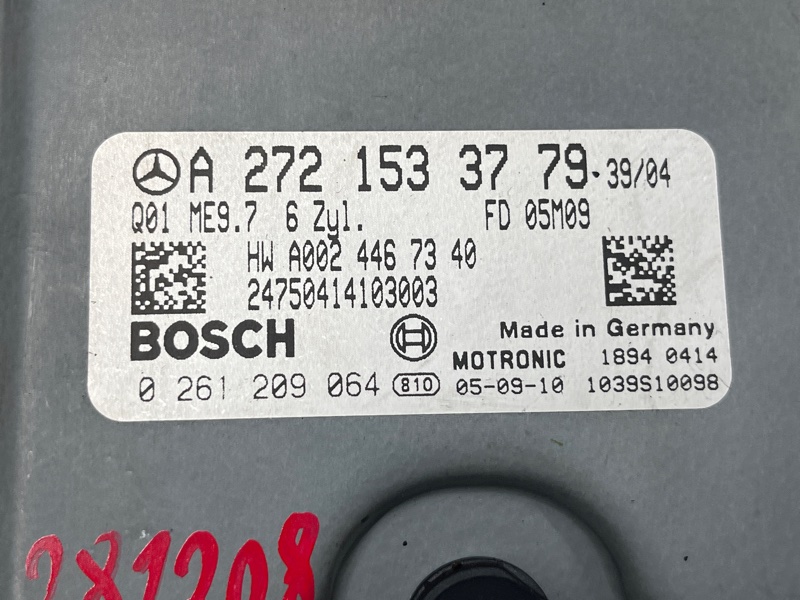 A 272 153 37 79 · 39/04
Q01 ME9.7 6 Zyl. FD 05M09
HW A002 446 73 40
24750414103003
BOSCH
Made in Germany
MOTRONIC 1894 0414
0 261 209 064 810 05-09-10 1039S10098
281208